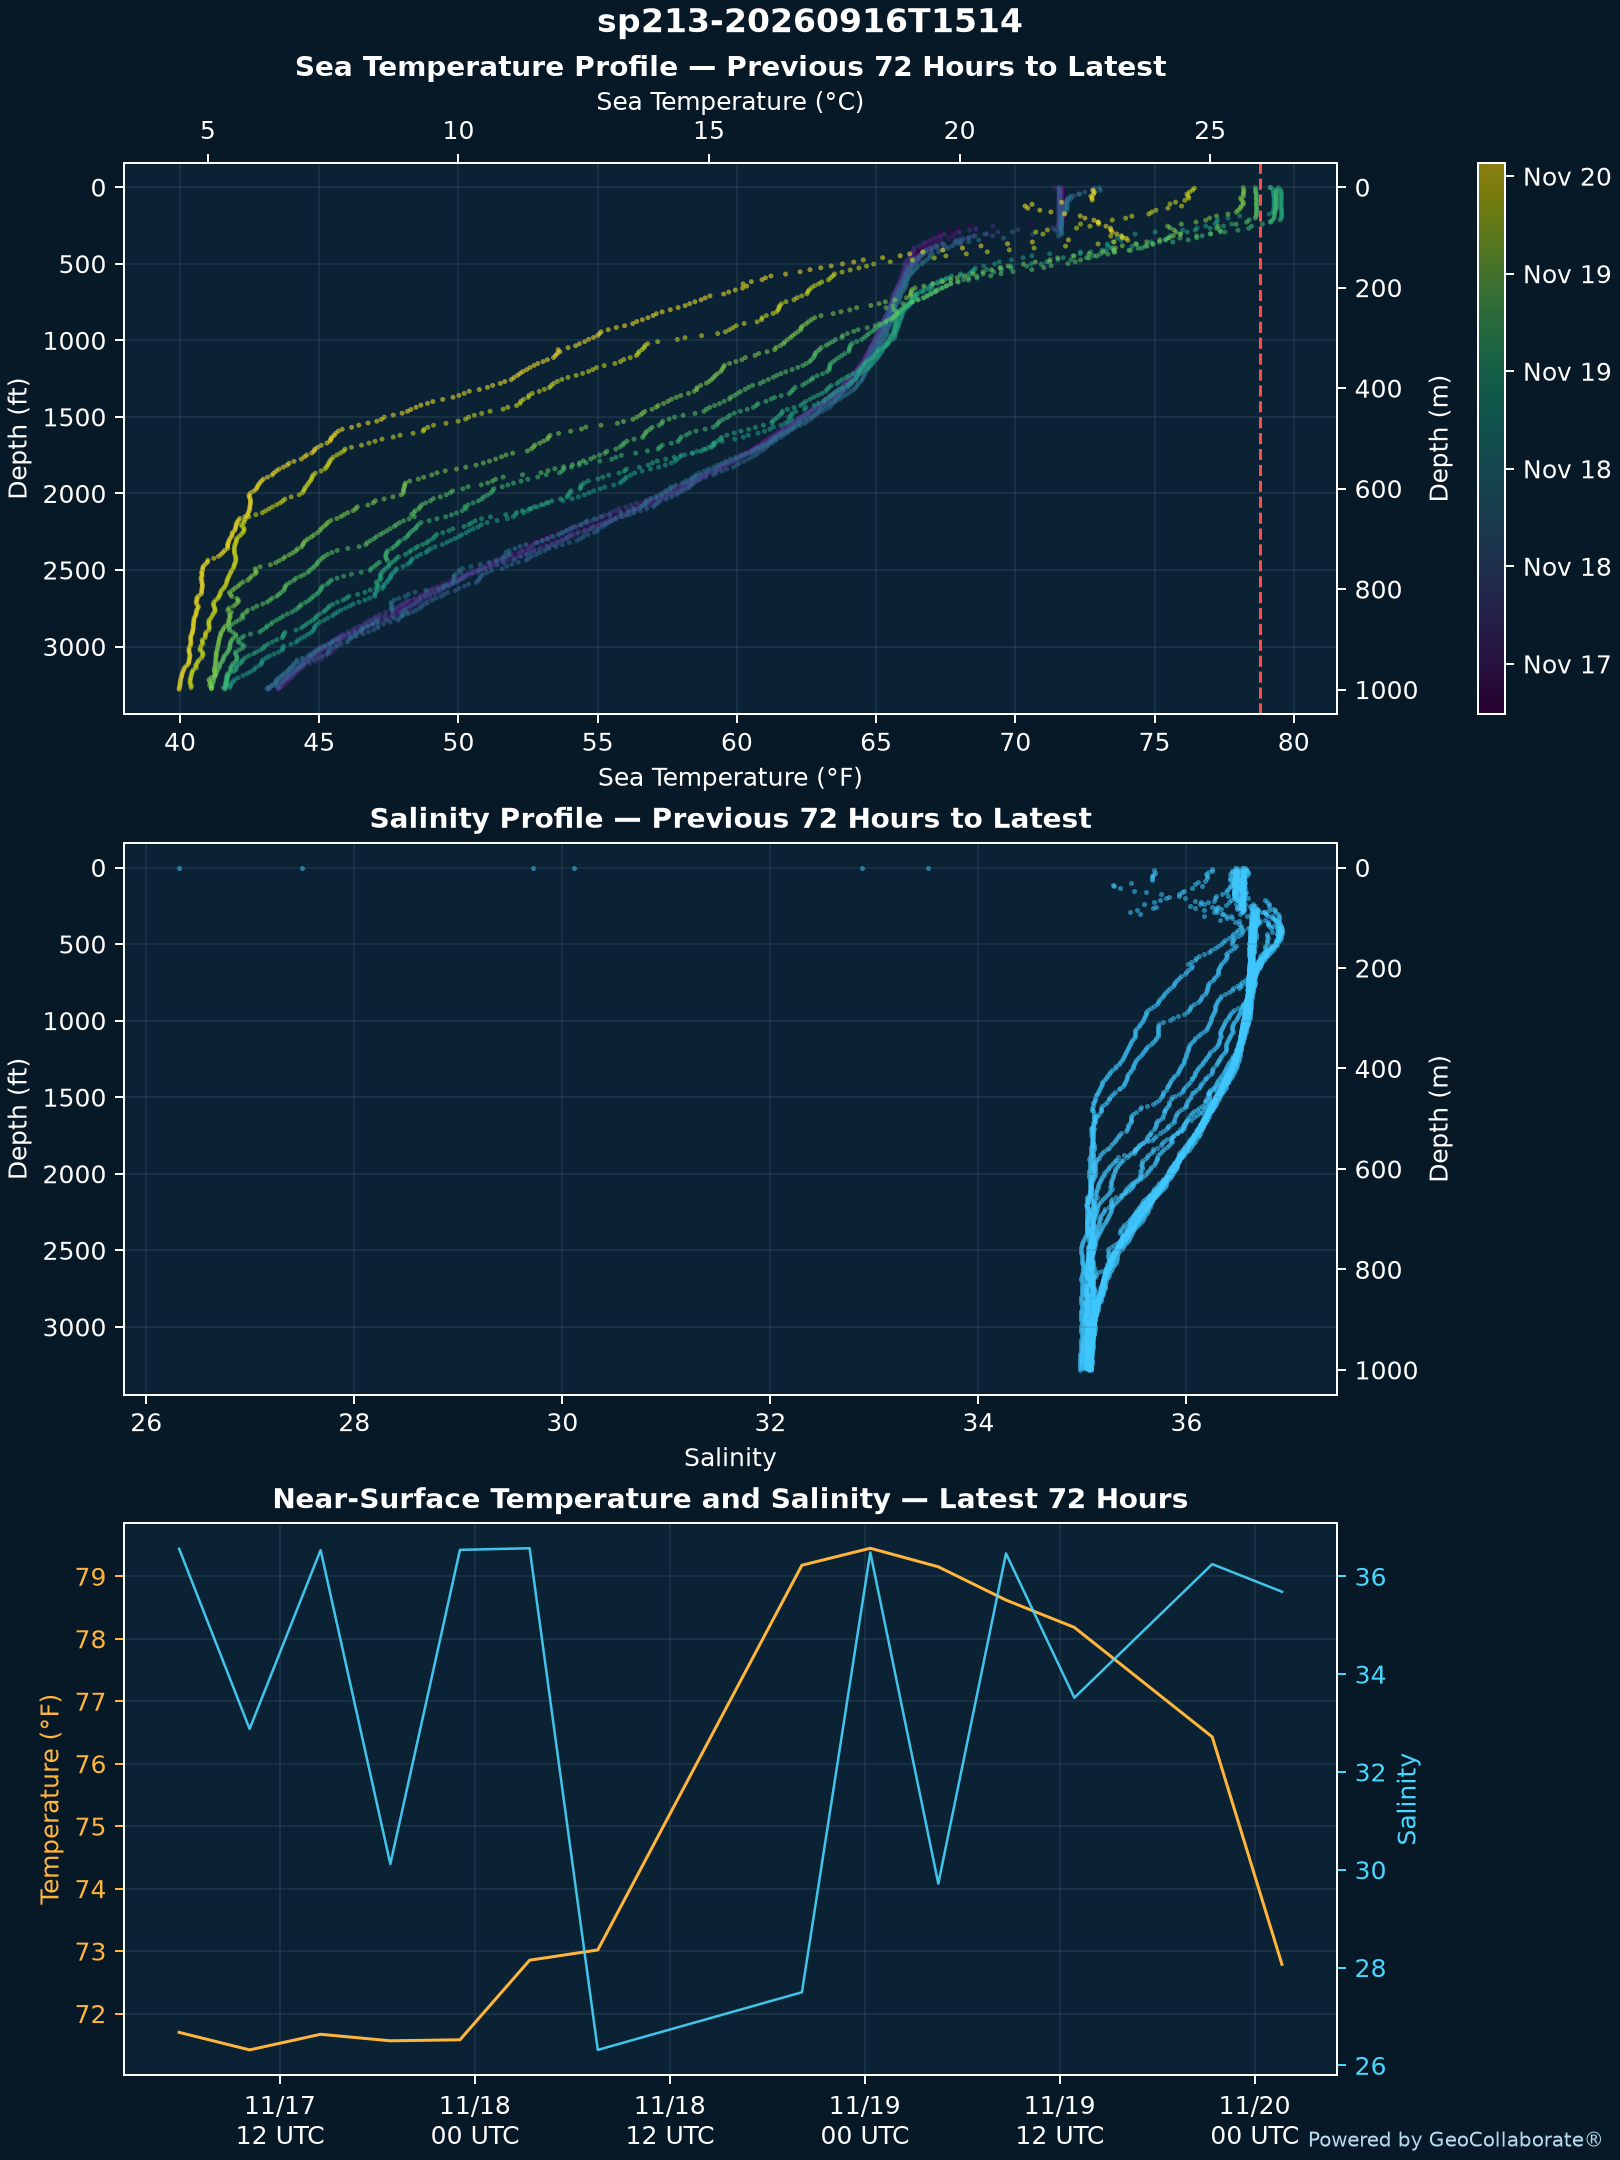 sp213-20260916T1514
Sea Temperature Profile — Previous 72 Hours to Latest
Sea Temperature (°C)
5 10 15 20 25
0
500
1000
1500
2000
2500
3000
Depth (ft)
0
200
400
600
800
1000
Depth (m)
Nov 20
Nov 19
Nov 19
Nov 18
Nov 18
Nov 17
40 45 50 55 60 65 70 75 80
Sea Temperature (°F)
Salinity Profile — Previous 72 Hours to Latest
0
500
1000
1500
2000
2500
3000
Depth (ft)
0
200
400
600
800
1000
Depth (m)
26 28 30 32 34 36
Salinity
Near-Surface Temperature and Salinity — Latest 72 Hours
79
78
77
76
75
74
73
72
Temperature (°F)
36
34
32
30
28
26
Salinity
11/17 11/18 11/18 11/19 11/19 11/20
12 UTC 00 UTC 12 UTC 00 UTC 12 UTC 00 UTC
Powered by GeoCollaborate®